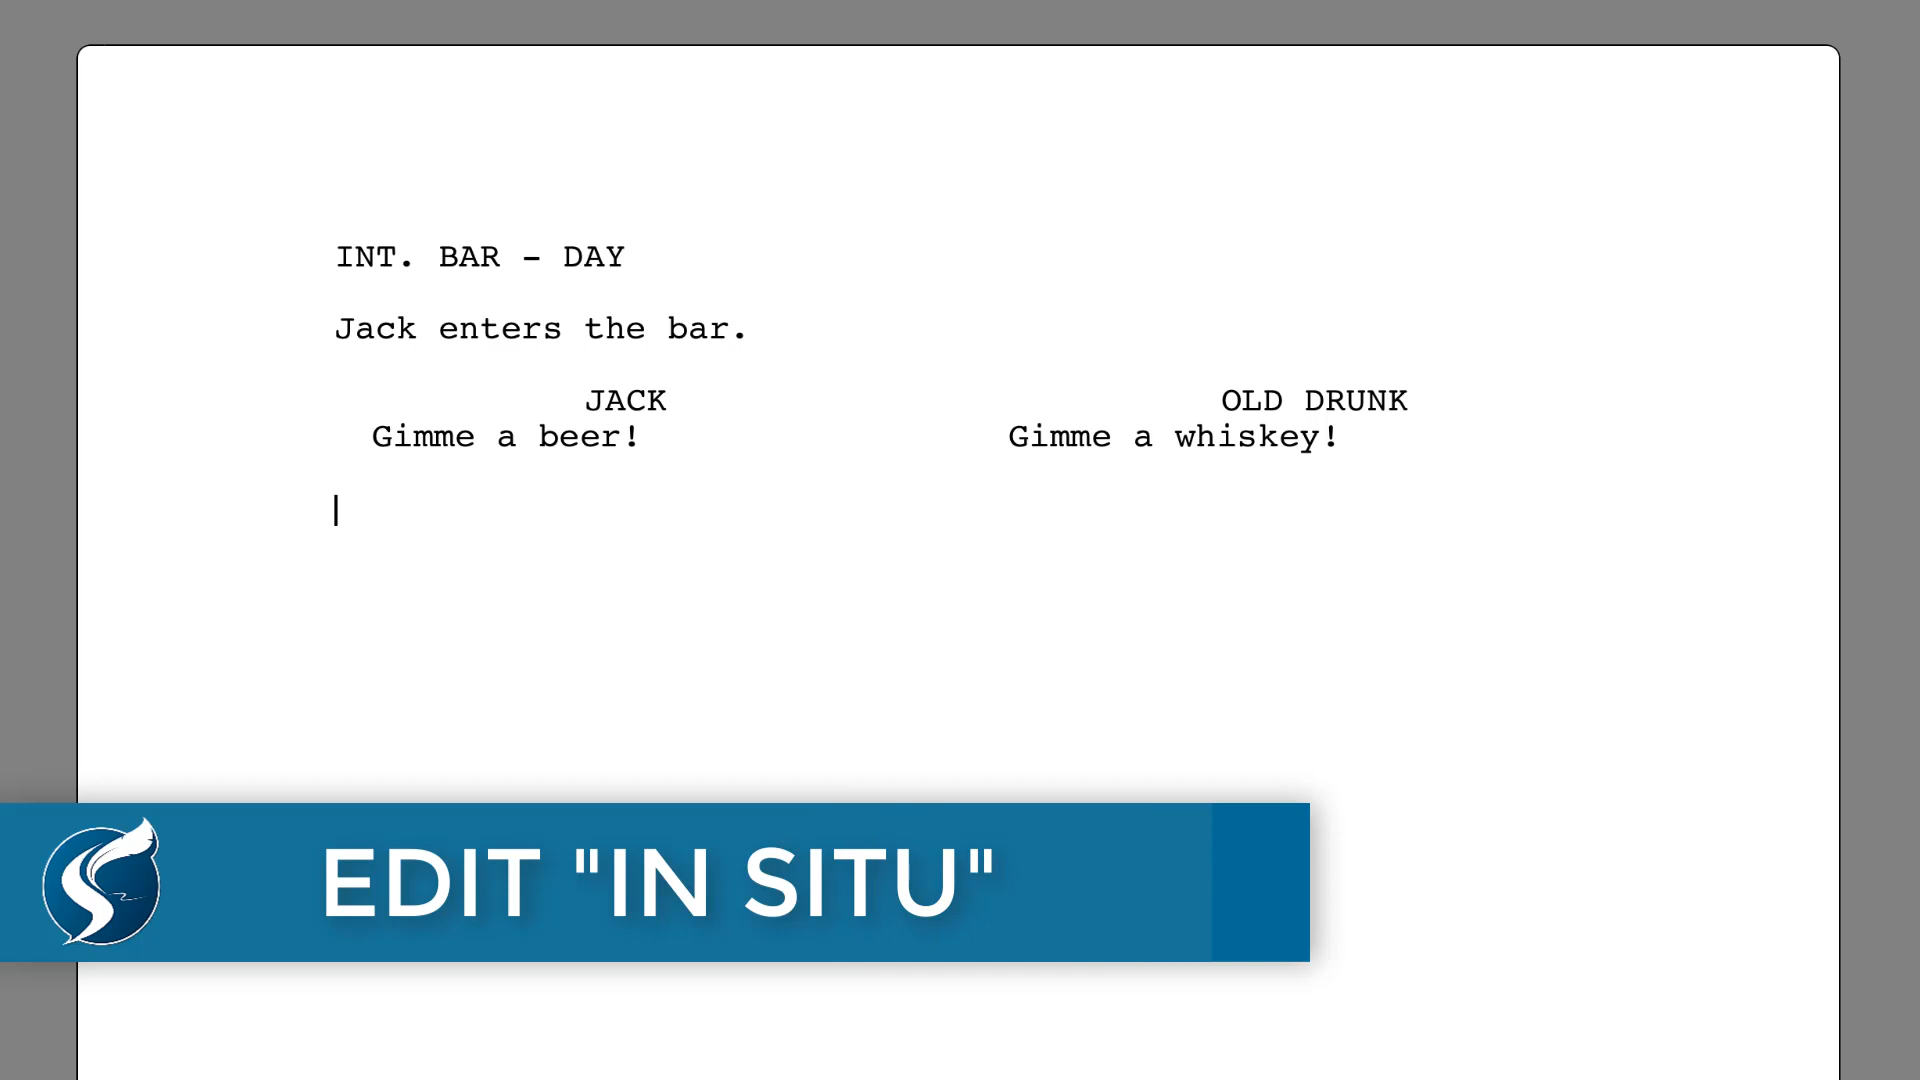 INT. BAR - DAY
Jack enters the bar.
JACK
Gimme a beer!
OLD DRUNK
Gimme a whiskey!
EDIT "IN SITU"